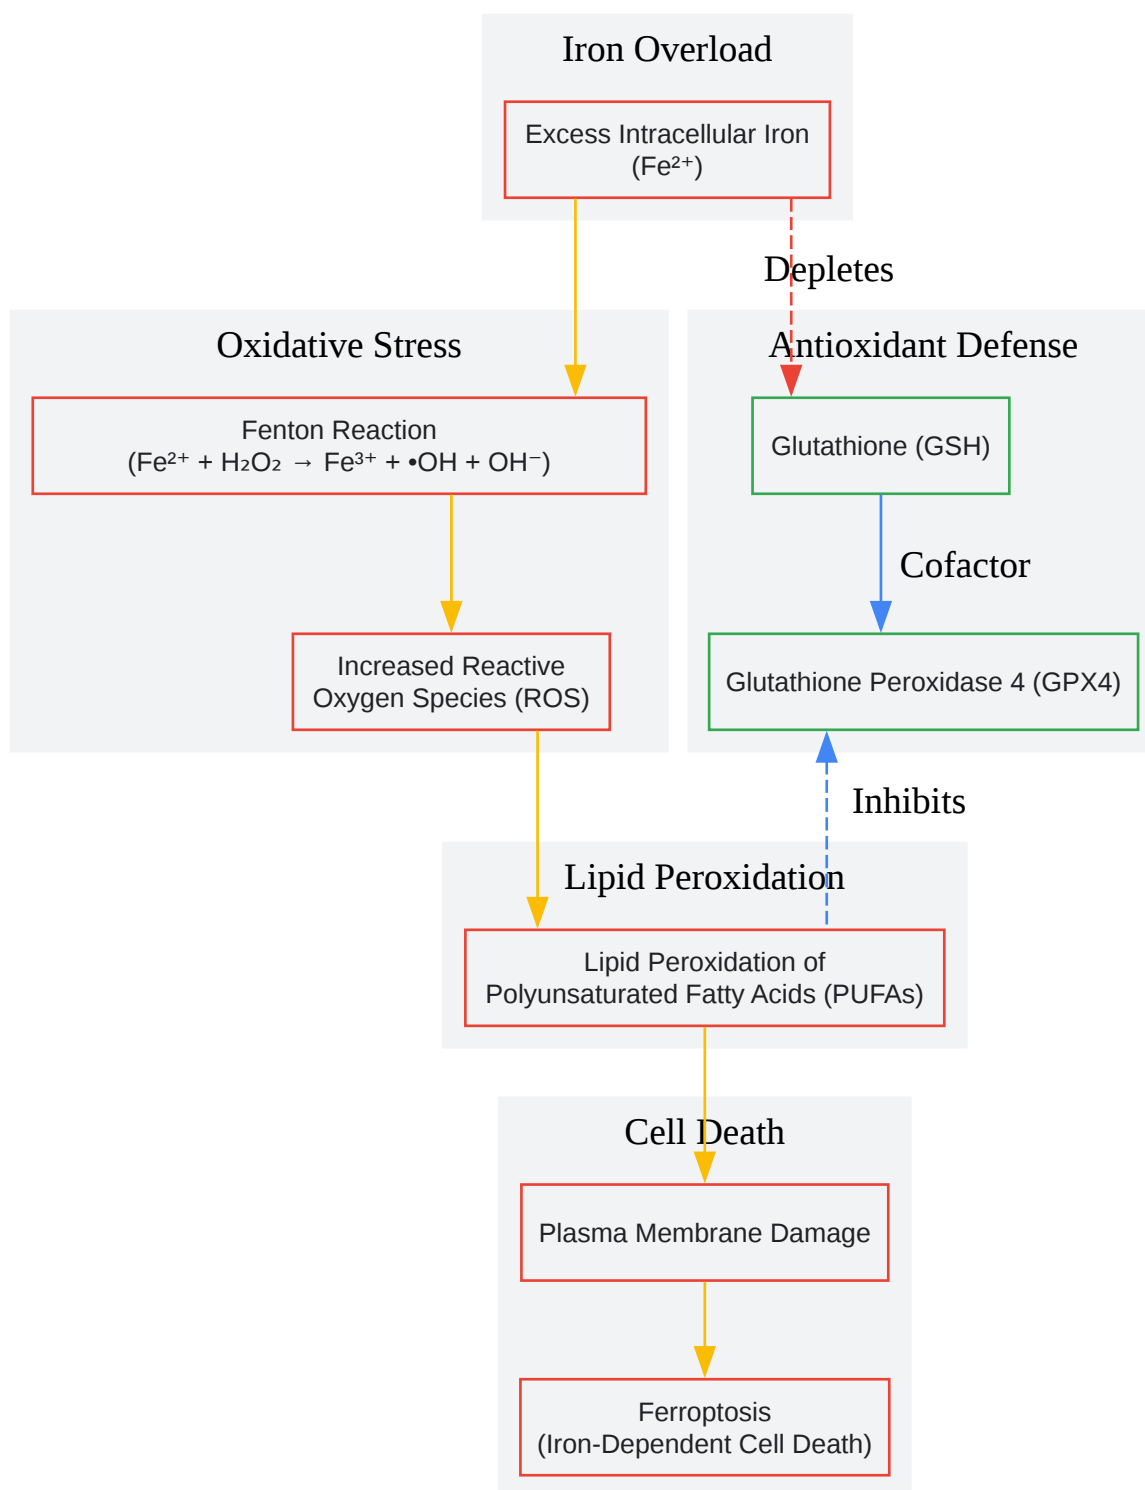 Iron Overload
Excess Intracellular Iron
(Fe²⁺)
Depletes
Oxidative Stress
Antioxidant Defense
Fenton Reaction
(Fe²⁺ + H₂O₂ → Fe³⁺ + •OH + OH⁻)
Glutathione (GSH)
Cofactor
Increased Reactive
Oxygen Species (ROS)
Glutathione Peroxidase 4 (GPX4)
Inhibits
Lipid Peroxidation
Lipid Peroxidation of
Polyunsaturated Fatty Acids (PUFAs)
Cell Death
Plasma Membrane Damage
Ferroptosis
(Iron-Dependent Cell Death)